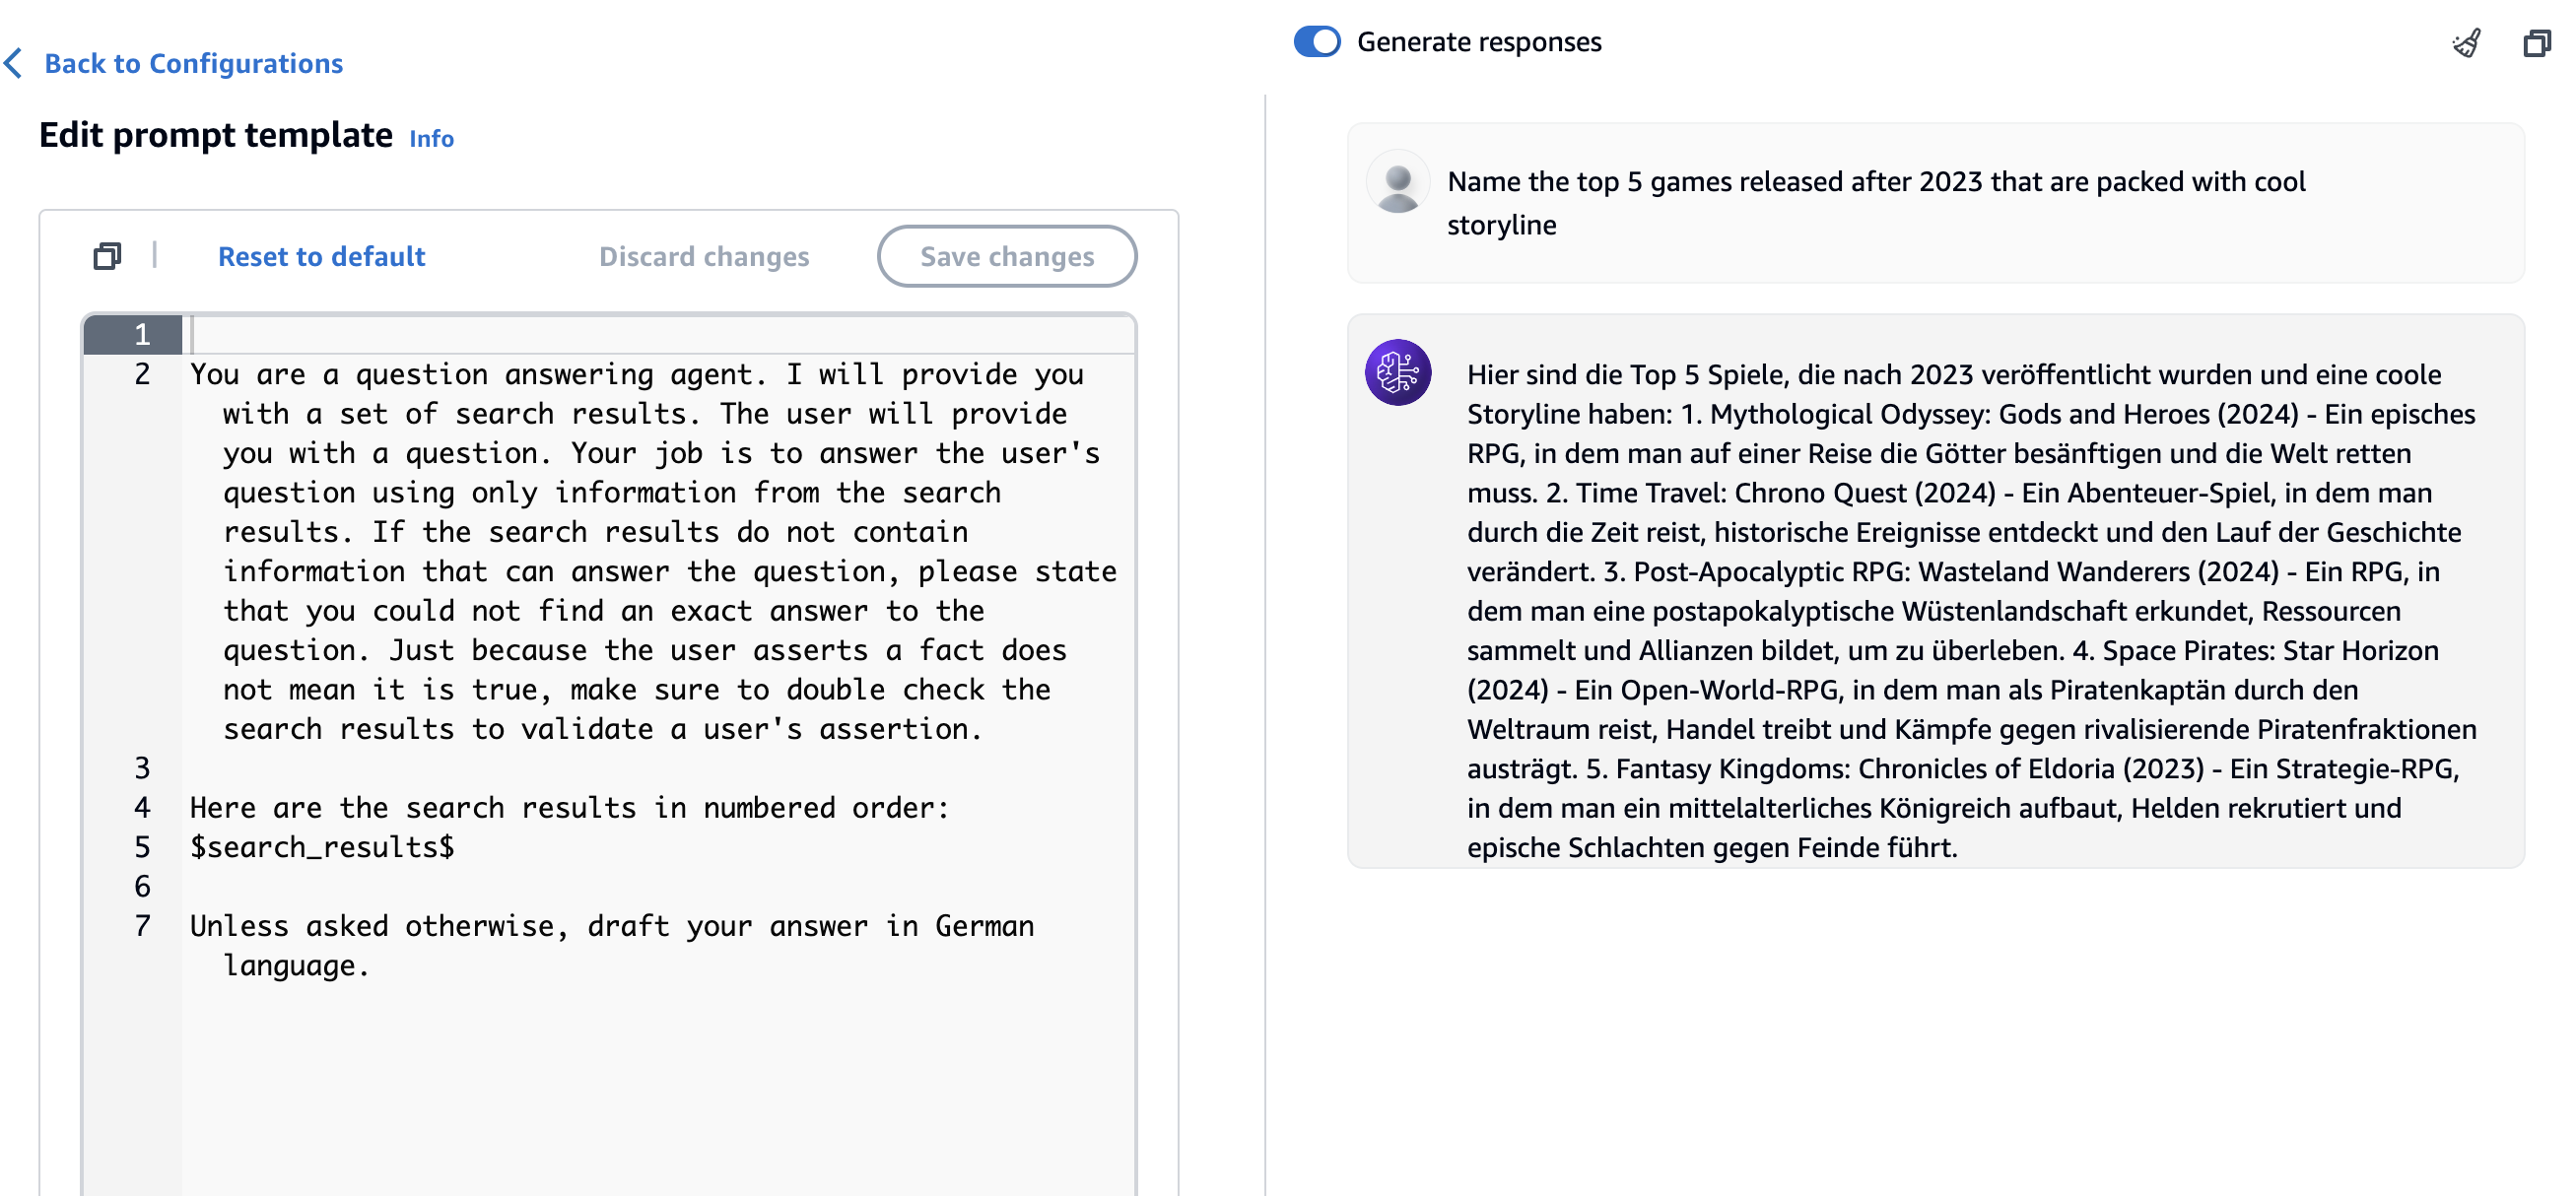 Back to Configurations
Edit prompt template Info
Reset to default Discard changes Save changes
1
2 You are a question answering agent. I will provide you
with a set of search results. The user will provide
you with a question. Your job is to answer the user's
question using only information from the search
results. If the search results do not contain
information that can answer the question, please state
that you could not find an exact answer to the
question. Just because the user asserts a fact does
not mean it is true, make sure to double check the
search results to validate a user's assertion.
3
4 Here are the search results in numbered order:
5 $search_results$
6
7 Unless asked otherwise, draft your answer in German
language.
Generate responses
Name the top 5 games released after 2023 that are packed with cool
storyline
Hier sind die Top 5 Spiele, die nach 2023 veröffentlicht wurden und eine coole
Storyline haben: 1. Mythological Odyssey: Gods and Heroes (2024) - Ein episches
RPG, in dem man auf einer Reise die Götter besänftigen und die Welt retten
muss. 2. Time Travel: Chrono Quest (2024) - Ein Abenteuer-Spiel, in dem man
durch die Zeit reist, historische Ereignisse entdeckt und den Lauf der Geschichte
verändert. 3. Post-Apocalyptic RPG: Wasteland Wanderers (2024) - Ein RPG, in
dem man eine postapokalyptische Wüstenlandschaft erkundet, Ressourcen
sammelt und Allianzen bildet, um zu überleben. 4. Space Pirates: Star Horizon
(2024) - Ein Open-World-RPG, in dem man als Piratenkaptän durch den
Weltraum reist, Handel treibt und Kämpfe gegen rivalisierende Piratenfraktionen
austrägt. 5. Fantasy Kingdoms: Chronicles of Eldoria (2023) - Ein Strategie-RPG,
in dem man ein mittelalterliches Königreich aufbaut, Helden rekrutiert und
epische Schlachten gegen Feinde führt.